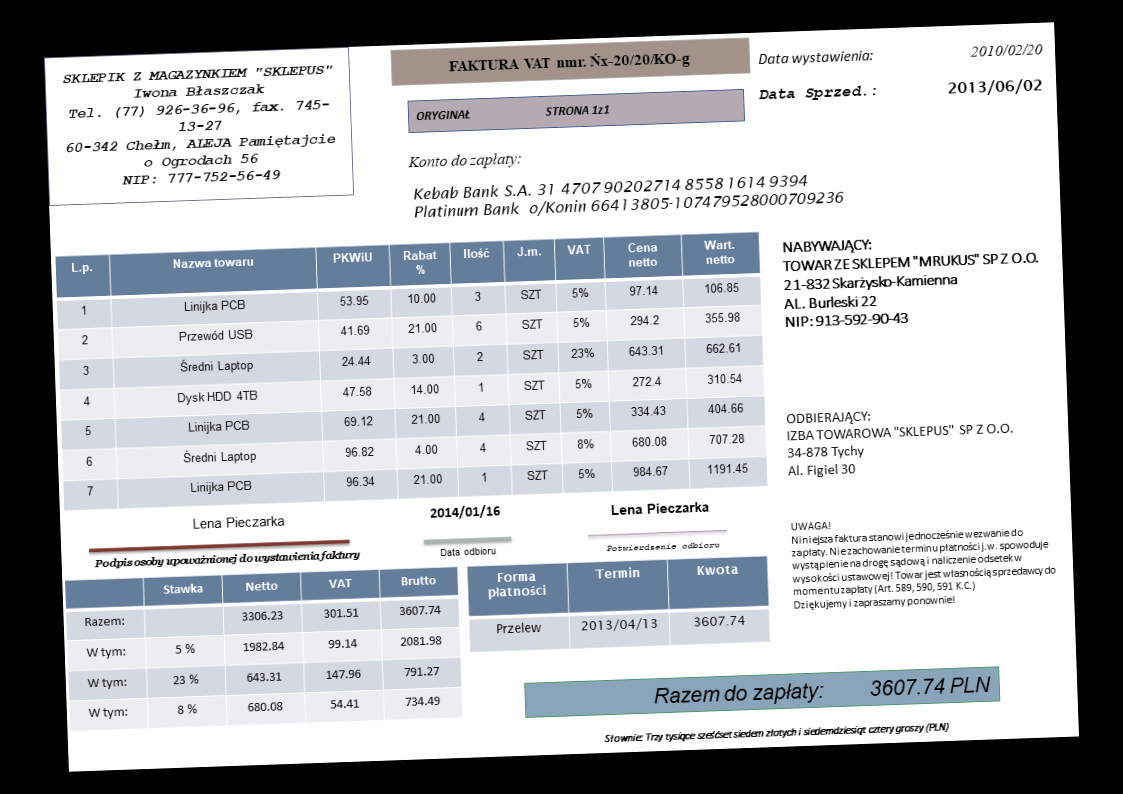 SKLEPIK Z MAGAZYNKIEM "SKLEPUS"
Iwona Błaszczak
Tel. (77) 926-36-96, fax. 745-
13-27
60-342 Chełm, ALEJA Pamiętajcie
o Ogrodach 56
NIP: 777-752-56-49
FAKTURA VAT nmr. Ńx-20/20/KO-g
ORYGINAŁ STRONA 1z1
Data wystawienia: 2010/02/20
Data Sprzed.: 2013/06/02
Konto do zapłaty:
Kebab Bank S.A. 31 4707 90202714 8558 1614 9394
Platinum Bank o/Konin 66413805-107479528000709236
L.p. Nazwa towaru PKWiU Rabat % Ilość J.m. VAT Cena netto Wart. netto
1 Linijka PCB 53.95 10.00 3 SZT 5% 97.14 106.85
2 Przewód USB 41.69 21.00 6 SZT 5% 294.2 355.98
3 Średni Laptop 24.44 3.00 2 SZT 23% 643.31 662.61
4 Dysk HDD 4TB 47.58 14.00 1 SZT 5% 272.4 310.54
5 Linijka PCB 69.12 21.00 4 SZT 5% 334.43 404.66
6 Średni Laptop 96.82 4.00 4 SZT 8% 680.08 707.28
7 Linijka PCB 96.34 21.00 1 SZT 5% 984.67 1191.45
NABYWAJĄCY:
TOWAR ZE SKLEPEM "MRUKUS" SP Z O.O.
21-832 Skarżysko-Kamienna
AL. Burleski 22
NIP: 913-592-90-43
ODBIERAJĄCY:
IZBA TOWAROWA "SKLEPUS" SP Z O.O.
34-878 Tychy
Al. Figiel 30
Lena Pieczarka 2014/01/16 Lena Pieczarka
Podpis osoby upoważnionej do wystawienia faktury Data odbioru Potwierdzenie odbioru
UWAGA!
Niniejsza faktura stanowi jednocześnie wezwanie do
zapłaty. Nie zachowanie terminu płatności j.w. spowoduje
wystąpienie na drogę sądową i naliczenie odsetek w
wysokości ustawowej! Towar jest własnością sprzedawcy do
momentu zapłaty (Art. 589, 590, 591 K.C.)
Dziękujemy i zapraszamy ponownie!
Stawka Netto VAT Brutto
Razem: 3306.23 301.51 3607.74
W tym: 5 % 1982.84 99.14 2081.98
W tym: 23 % 643.31 147.96 791.27
W tym: 8 % 680.08 54.41 734.49
Forma płatności Termin Kwota
Przelew 2013/04/13 3607.74
Razem do zapłaty: 3607.74 PLN
Słownie: Trzy tysiące sześćset siedem złotych i siedemdziesiąt cztery groszy (PLN)